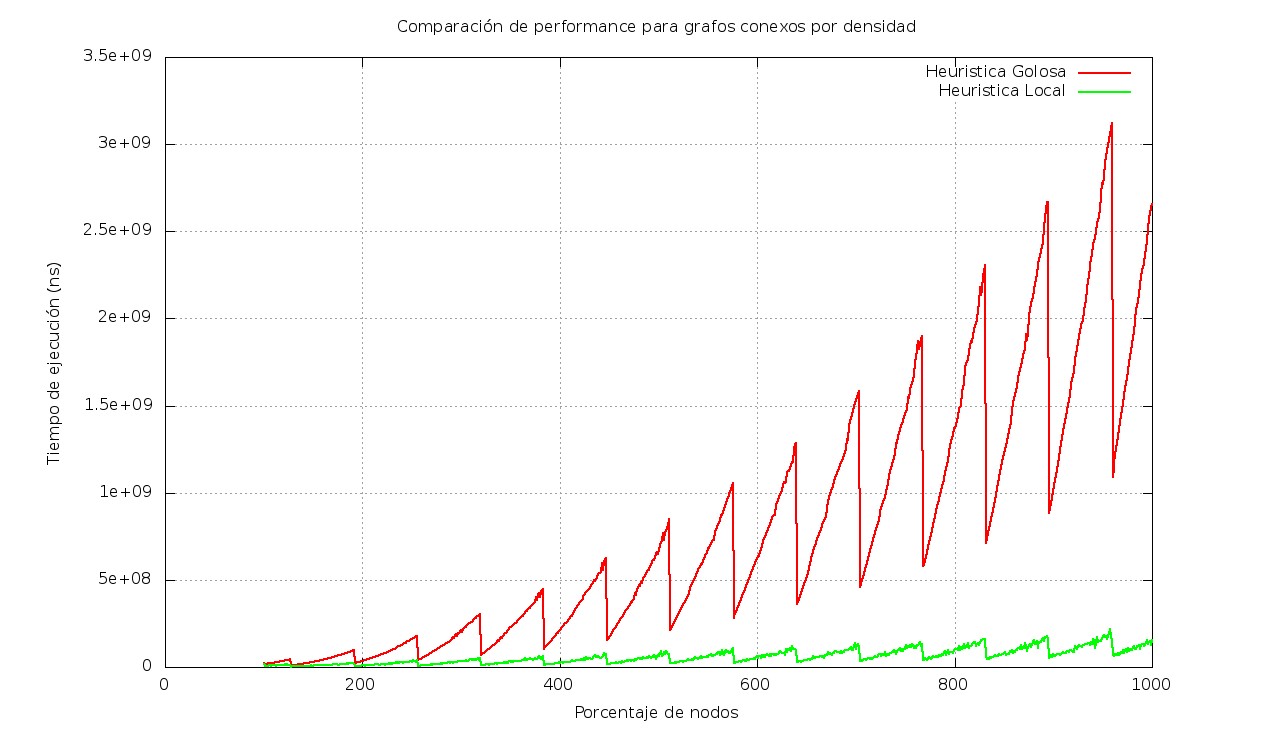 Comparación de performance para grafos conexos por densidad
3.5e+09
3e+09
2.5e+09
2e+09
1.5e+09
1e+09
5e+08
0
Tiempo de ejecución (ns)
Heuristica Golosa
Heuristica Local
0 200 400 600 800 1000
Porcentaje de nodos